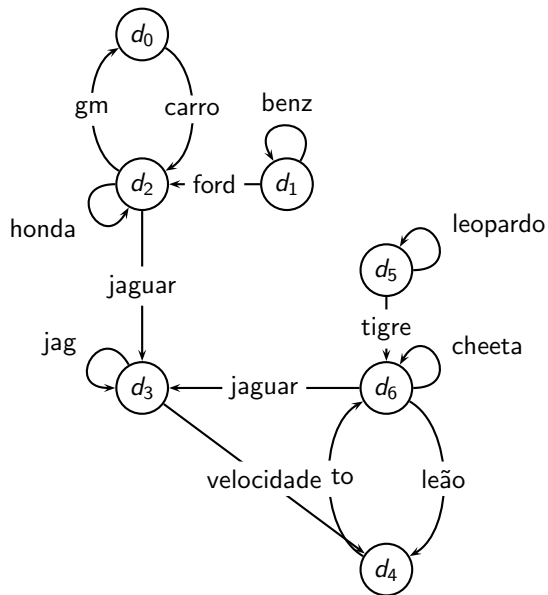 d0
gm
carro
benz
d2
ford
d1
honda
leopardo
d5
jaguar
tigre
jag
cheeta
d3
jaguar
d6
velocidade
to
leão
d4